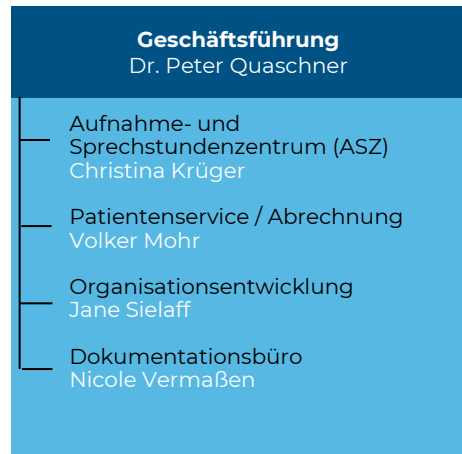 Geschäftsführung
Dr. Peter Quaschner
Aufnahme- und
Sprechstundenzentrum (ASZ)
Christina Krüger
Patientenservice / Abrechnung
Volker Mohr
Organisationsentwicklung
Jane Sielaff
Dokumentationsbüro
Nicole Vermaßen